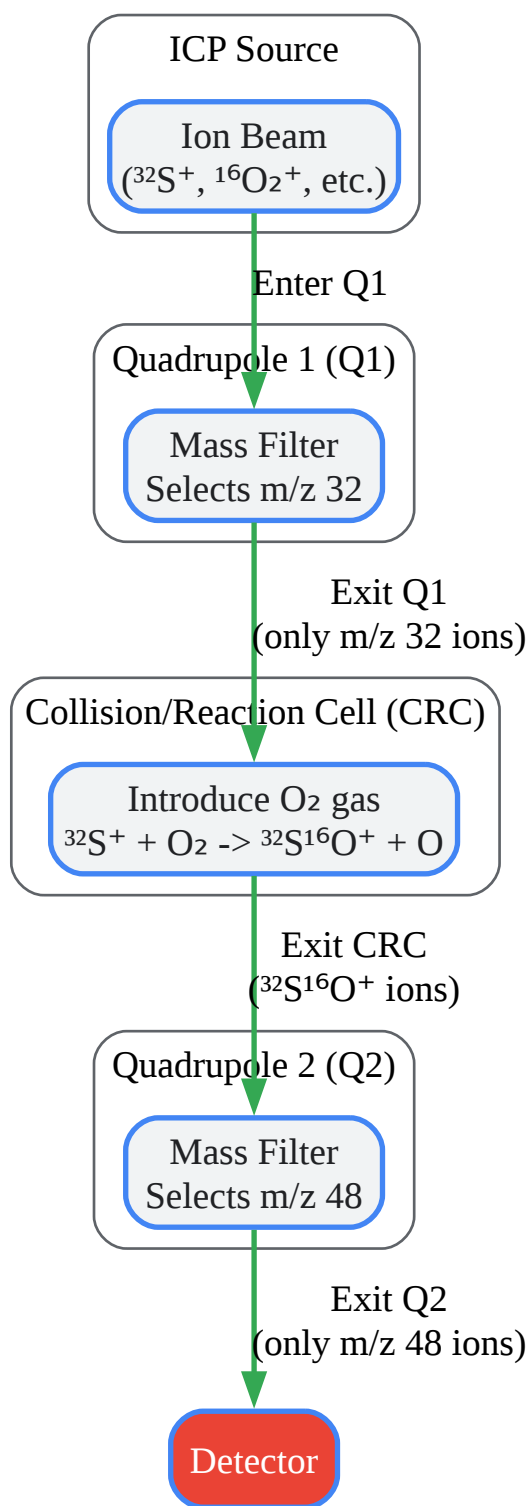 ICP Source
Ion Beam
(³²S⁺, ¹⁶O₂⁺, etc.)
Enter Q1
Quadrupole 1 (Q1)
Mass Filter
Selects m/z 32
Exit Q1
(only m/z 32 ions)
Collision/Reaction Cell (CRC)
Introduce O₂ gas
³²S⁺ + O₂ -> ³²S¹⁶O⁺ + O
Exit CRC
(³²S¹⁶O⁺ ions)
Quadrupole 2 (Q2)
Mass Filter
Selects m/z 48
Exit Q2
(only m/z 48 ions)
Detector